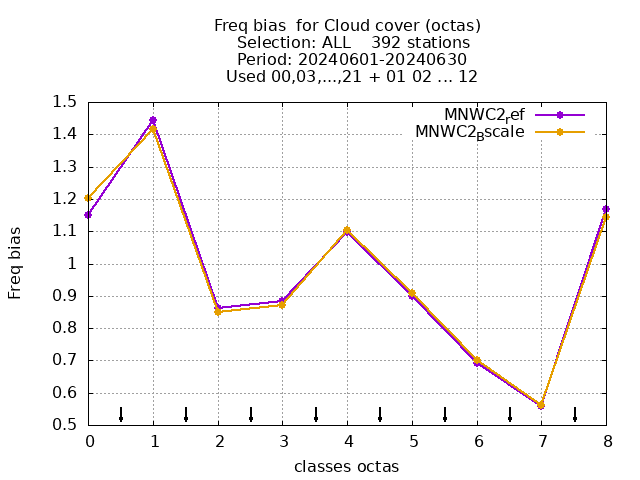 Freq bias  for Cloud cover (octas)
Selection: ALL    392 stations
Period: 20240601-20240630
Used 00,03,...,21 + 01 02 ... 12
MNWC2ref
MNWC2Bscale
1.5
1.4
1.3
1.2
1.1
1
0.9
0.8
0.7
0.6
0.5
Freq bias
0 1 2 3 4 5 6 7 8
classes octas